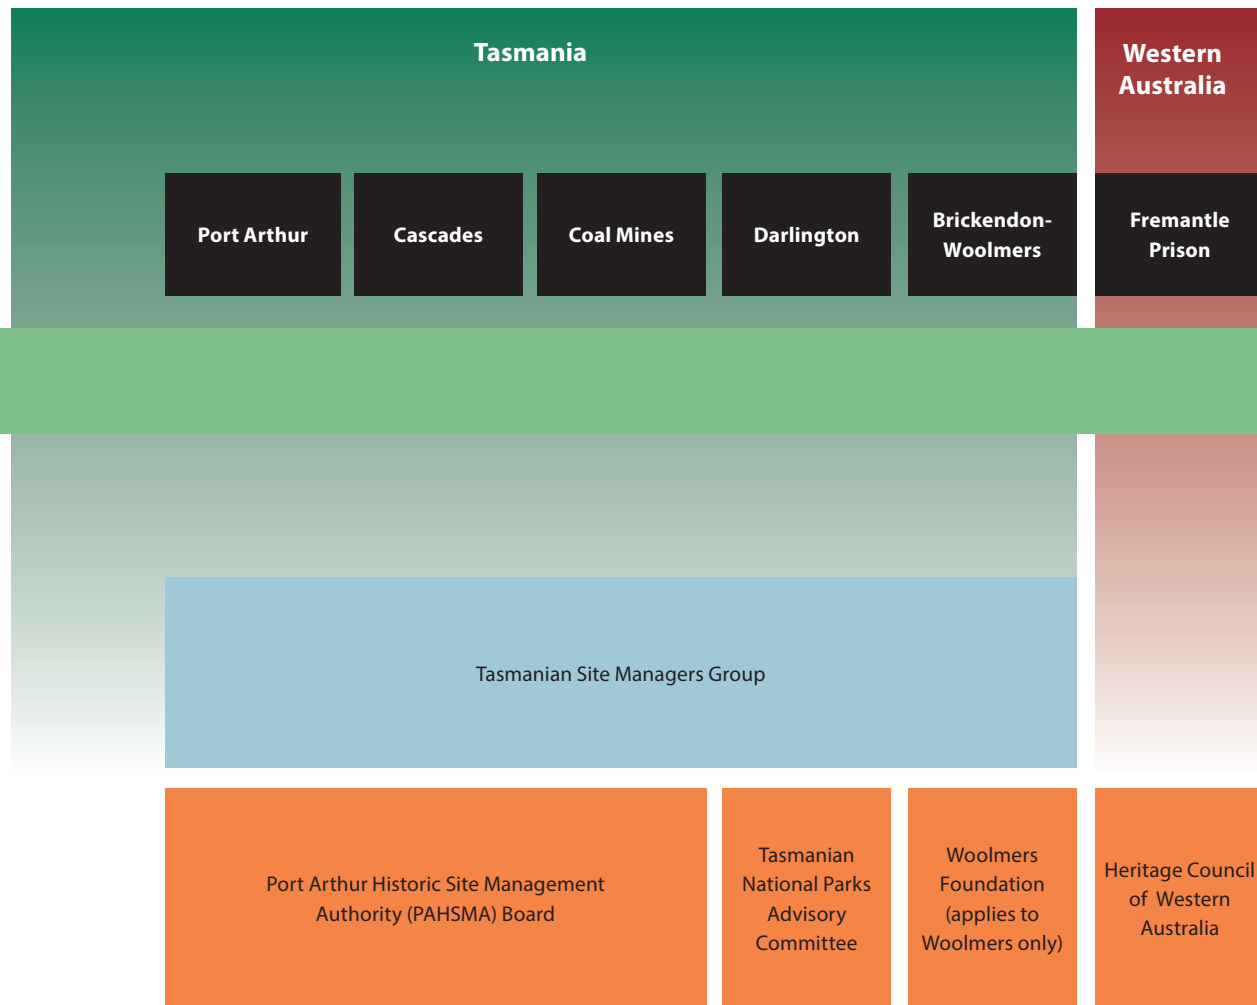 Tasmania
Western
Australia
Port Arthur
Cascades
Coal Mines
Darlington
Brickendon-
Woolmers
Fremantle
Prison
Tasmanian Site Managers Group
Port Arthur Historic Site Management
Authority (PAHSMA) Board
Tasmanian
National Parks
Advisory
Committee
Woolmers
Foundation
(applies to
Woolmers only)
Heritage Council
of Western
Australia